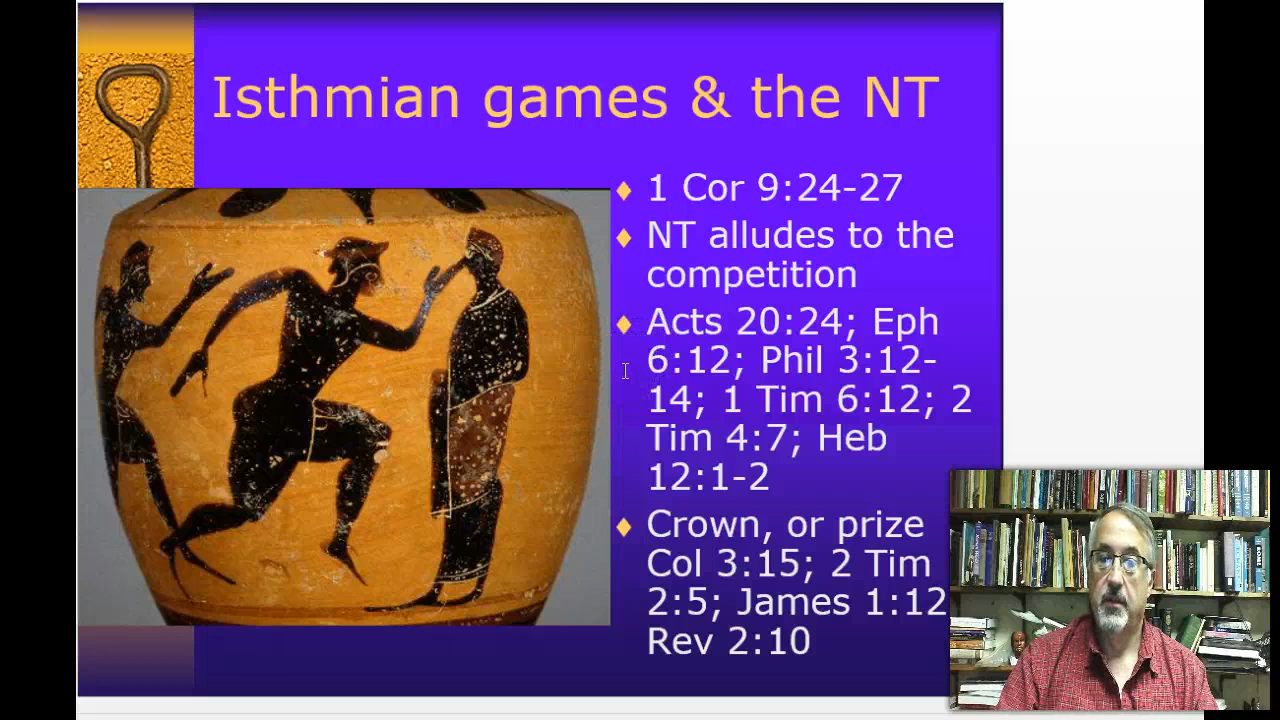 Isthmian games & the NT
1 Cor 9:24-27
NT alludes to the
competition
Acts 20:24; Eph
6:12; Phil 3:12-
14; 1 Tim 6:12; 2
Tim 4:7; Heb
12:1-2
Crown, or prize
Col 3:15; 2 Tim
2:5; James 1:12
Rev 2:10